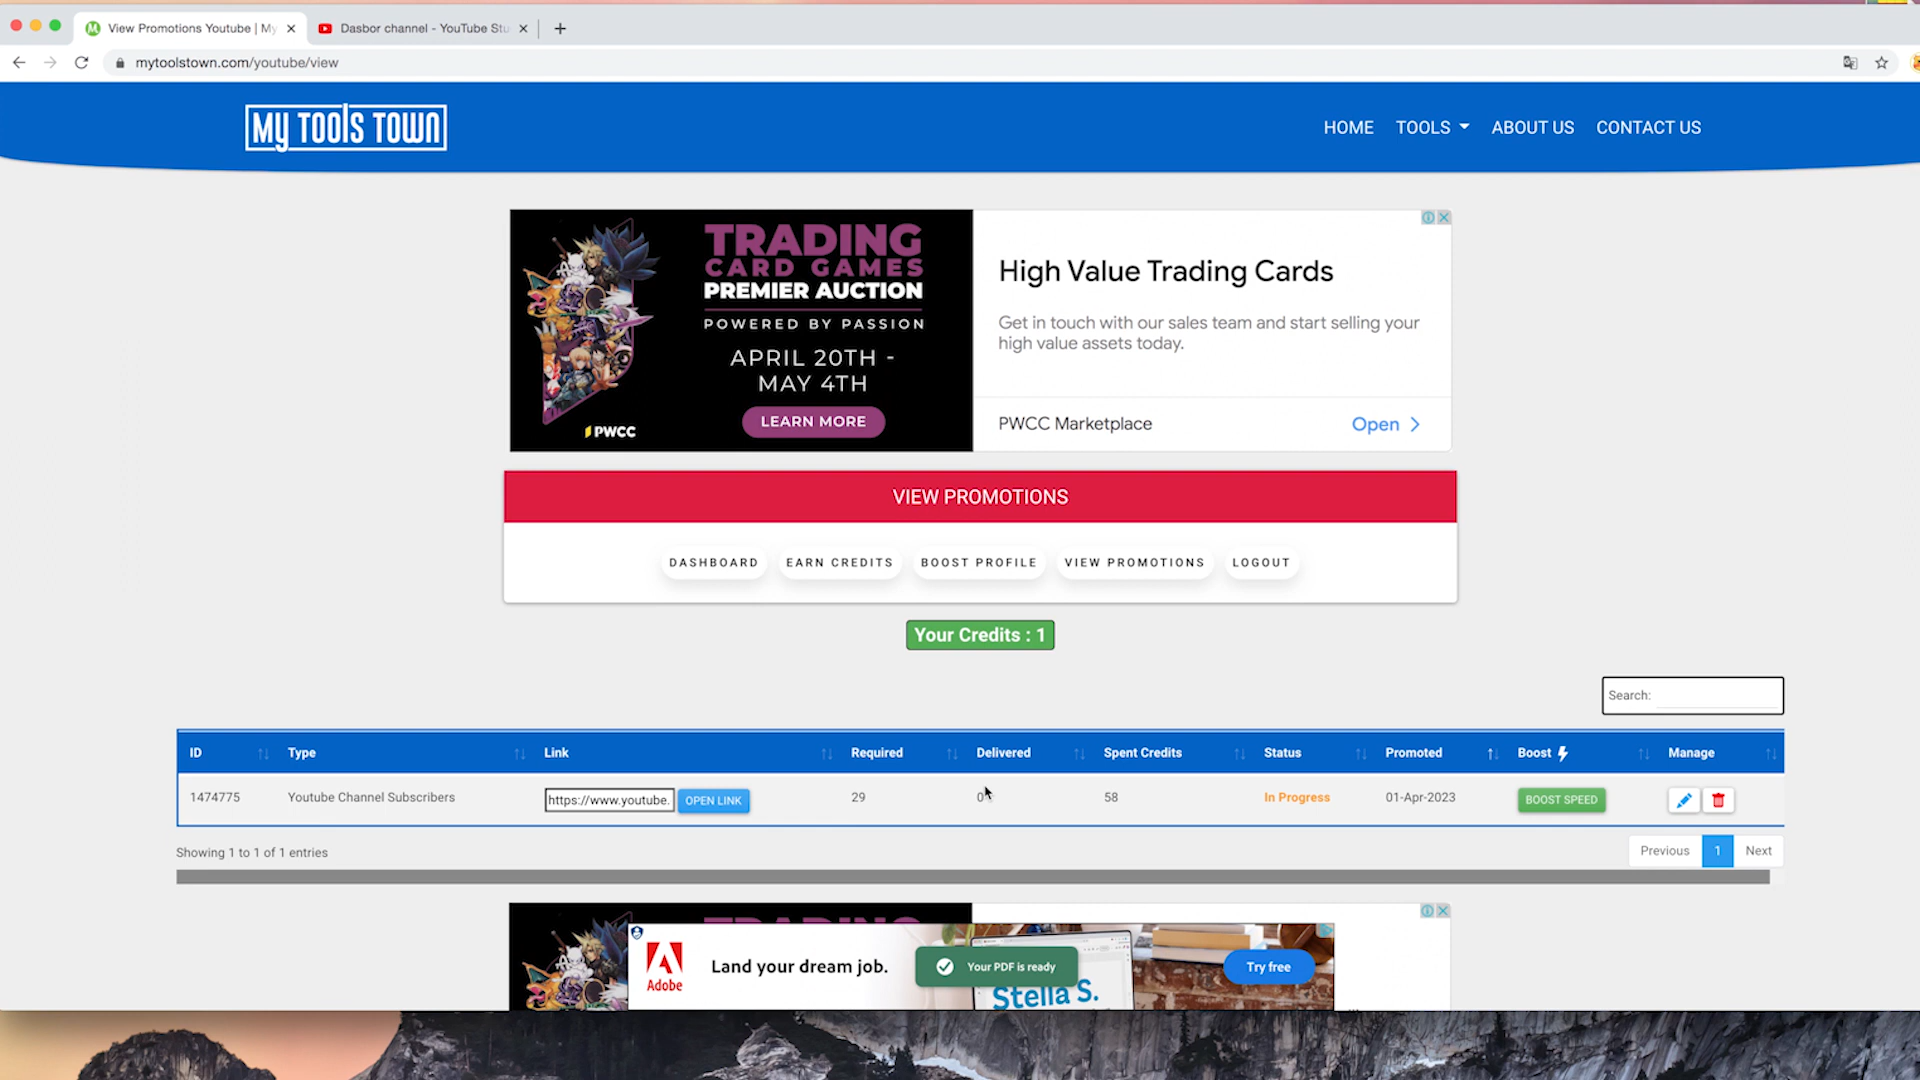 View Promotions Youtube | My
Dasbor channel - YouTube Stu
mytoolstown.com/youtube/view
My Tools Town
HOME TOOLS ABOUT US CONTACT US
TRADING
CARD GAMES
PREMIER AUCTION
POWERED BY PASSION
APRIL 20TH -
MAY 4TH
LEARN MORE
PWCC
High Value Trading Cards
Get in touch with our sales team and start selling your
high value assets today.
PWCC Marketplace Open
VIEW PROMOTIONS
DASHBOARD EARN CREDITS BOOST PROFILE VIEW PROMOTIONS LOGOUT
Your Credits : 1
Search:
ID Type Link Required Delivered Spent Credits Status Promoted Boost Manage
1474775 Youtube Channel Subscribers https://www.youtube. OPEN LINK 29 0 58 In Progress 01-Apr-2023 BOOST SPEED
Showing 1 to 1 of 1 entries
Previous 1 Next
TRADING
Adobe
Land your dream job.
Your PDF is ready
Stella S.
Try free